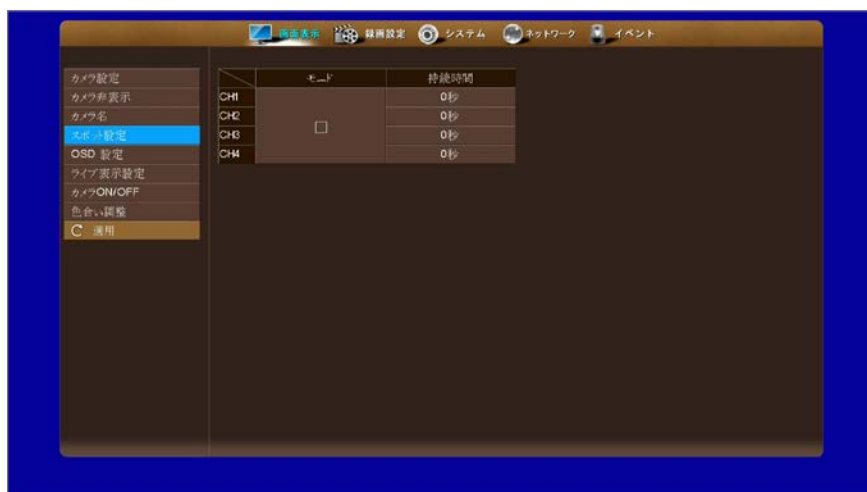 画面表示 録画設定 システム ネットワーク イベント
カメラ設定
カメラ非表示
カメラ名
スポット設定
OSD 設定
ライブ表示設定
カメラON/OFF
色合い調整
適用
モード 持続時間
CH1 0秒
CH2 0秒
CH3 0秒
CH4 0秒